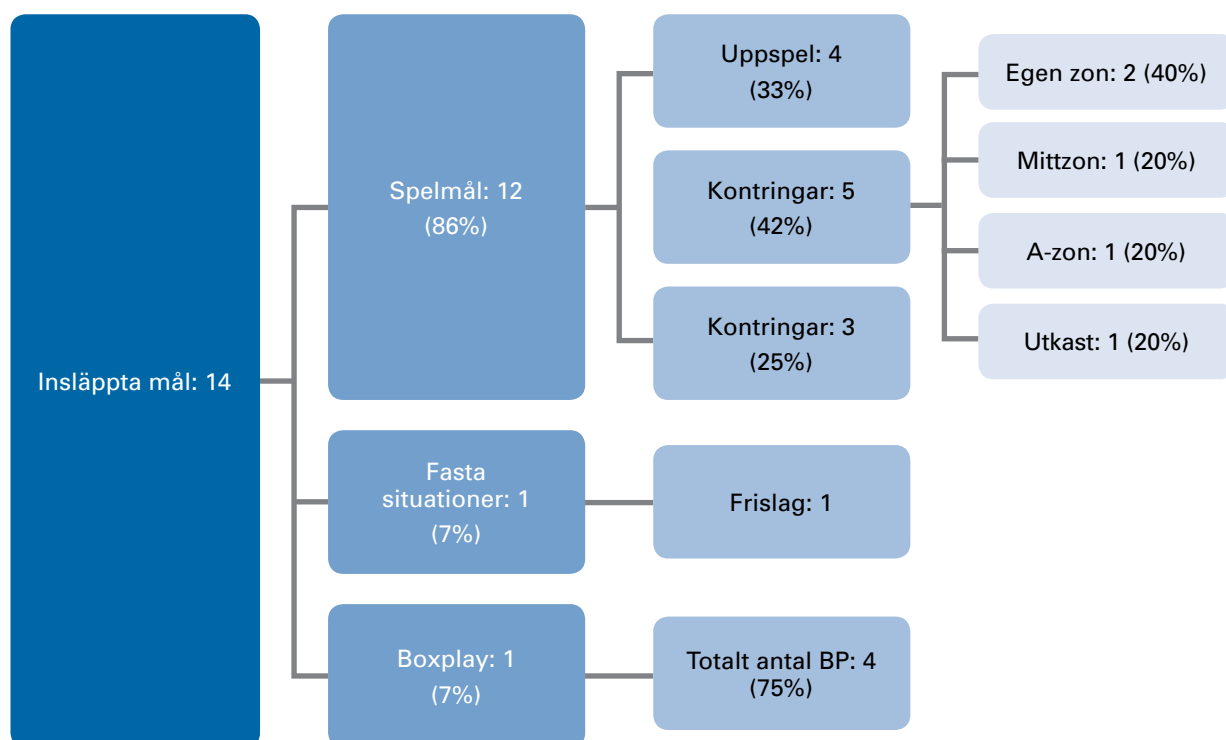 Insläppta mål: 14
Spelmål: 12
(86%)
Fasta
situationer: 1
(7%)
Boxplay: 1
(7%)
Uppspel: 4
(33%)
Kontringar: 5
(42%)
Kontringar: 3
(25%)
Frislag: 1
Totalt antal BP: 4
(75%)
Egen zon: 2 (40%)
Mittzon: 1 (20%)
A-zon: 1 (20%)
Utkast: 1 (20%)